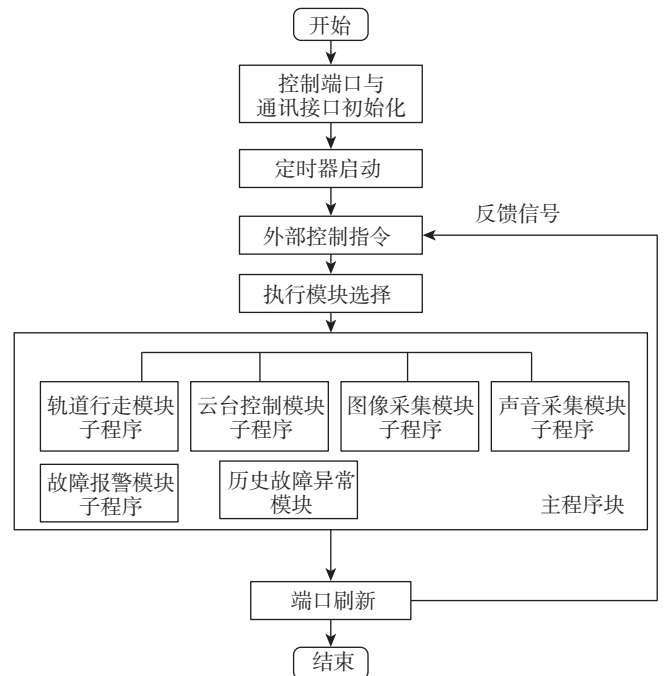 开始
控制端口与
通讯接口初始化
定时器启动
反馈信号
外部控制指令
执行模块选择
轨道行走模块
子程序
云台控制模块
子程序
图像采集模块
子程序
声音采集模块
子程序
故障报警模块
子程序
历史故障异常
模块
主程序块
端口刷新
结束